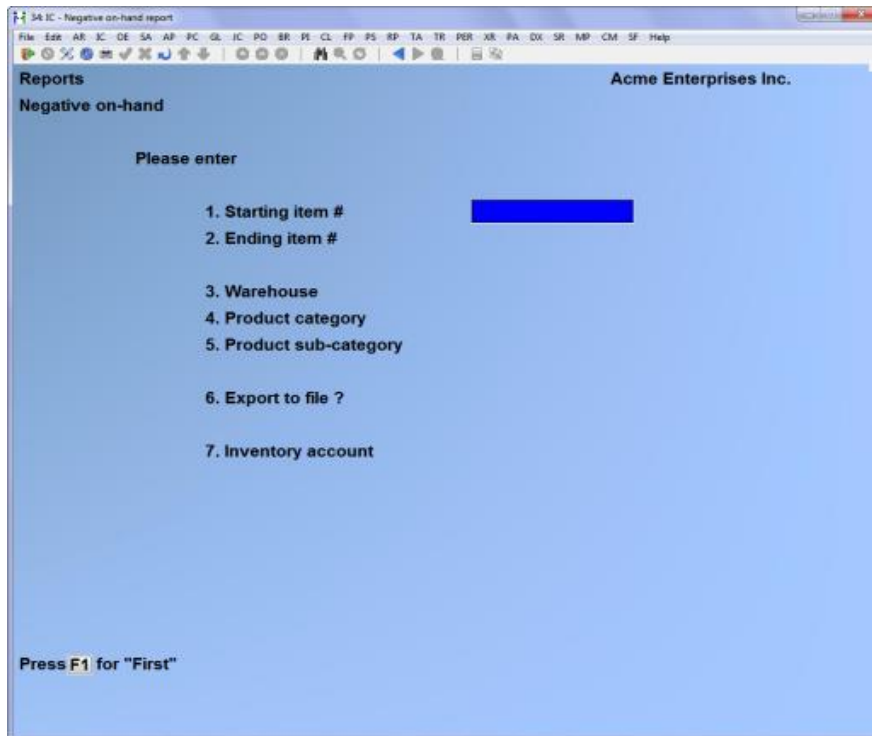 34: IC - Negative on-hand report
File Edit AR IC OE SA AP PC GL JC PO BR PI CL FP PS RP TA TR PER XR PA DX SR MP CM SF Help
Reports Acme Enterprises Inc.
Negative on-hand
Please enter
1. Starting item #
2. Ending item #
3. Warehouse
4. Product category
5. Product sub-category
6. Export to file ?
7. Inventory account
Press F1 for "First"